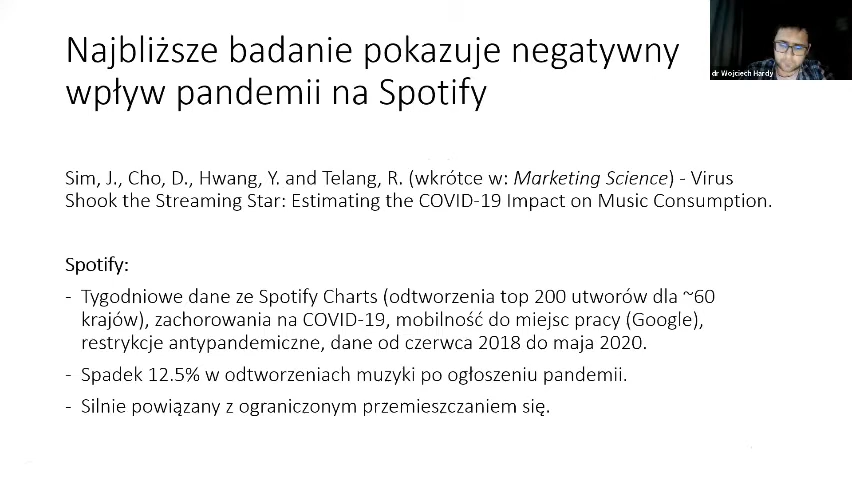 Najbliższe badanie pokazuje negatywny
wpływ pandemii na Spotify
dr Wojciech Hardy
Sim, J., Cho, D., Hwang, Y. and Telang, R. (wkrótce w: Marketing Science) - Virus
Shook the Streaming Star: Estimating the COVID-19 Impact on Music Consumption.
Spotify:
- Tygodniowe dane ze Spotify Charts (odtworzenia top 200 utworów dla ~60
krajów), zachorowania na COVID-19, mobilność do miejsc pracy (Google),
restrykcje antypandemiczne, dane od czerwca 2018 do maja 2020.
- Spadek 12.5% w odtworzeniach muzyki po ogłoszeniu pandemii.
- Silnie powiązany z ograniczonym przemieszczaniem się.